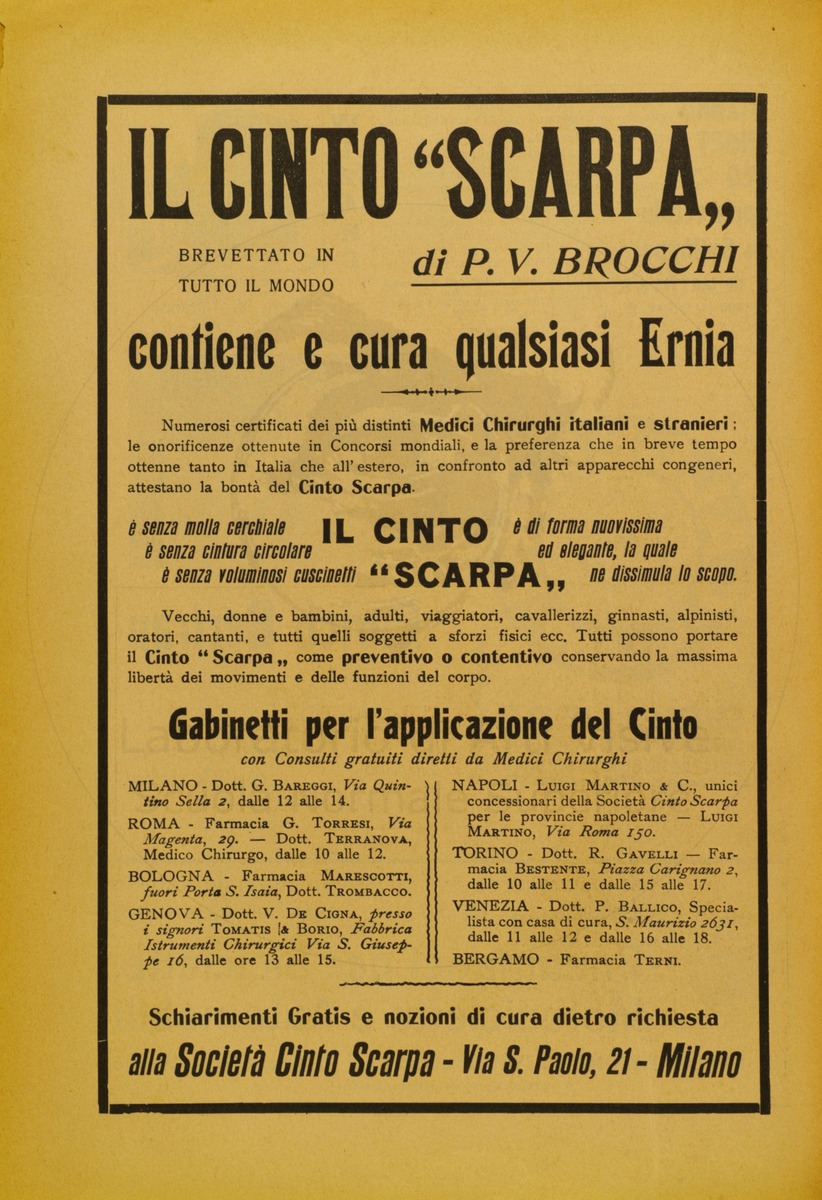 IL CINTO “SCARPA„
BREVETTATO IN
TUTTO IL MONDO
di P. V. BROCCHI
contiene e cura qualsiasi Ernia
Numerosi certificati dei più distinti Medici Chirurghi italiani e stranieri ;
le onorificenze ottenute in Concorsi mondiali, e la preferenza che in breve tempo
ottenne tanto in Italia che all' estero, in confronto ad altri apparecchi congeneri,
attestano la bontà del Cinto Scarpa.
è senza molla cerchiale
è senza cintura circolare
è senza voluminosi cuscinetti
IL CINTO
“SCARPA„
è di forma nuovissima
ed elegante, la quale
ne dissimula lo scopo.
Vecchi, donne e bambini, adulti, viaggiatori, cavallerizzi, ginnasti, alpinisti,
oratori, cantanti, e tutti quelli soggetti a sforzi fisici ecc. Tutti possono portare
il Cinto “ Scarpa „ come preventivo o contentivo conservando la massima
libertà dei movimenti e delle funzioni del corpo.
Gabinetti per l'applicazione del Cinto
con Consulti gratuiti diretti da Medici Chirurghi
MILANO - Dott. G. BAREGGI, Via Quin-
tino Sella 2, dalle 12 alle 14.
ROMA - Farmacia G. TORRESI, Via
Magenta, 29. — Dott. TERRANOVA,
Medico Chirurgo, dalle 10 alle 12.
BOLOGNA - Farmacia MARESCOTTI,
fuori Porta S. Isaia, Dott. TROMBACCO.
GENOVA - Dott. V. DE CIGNA, presso
i signori TOMATIS & BORIO, Fabbrica
Istrumenti Chirurgici Via S. Giusep-
pe 16, dalle ore 13 alle 15.
NAPOLI - LUIGI MARTINO & C., unici
concessionari della Società Cinto Scarpa
per le provincie napoletane — LUIGI
MARTINO, Via Roma 150.
TORINO - Dott. R. GAVELLI — Far-
macia BESTENTE, Piazza Carignano 2,
dalle 10 alle 11 e dalle 15 alle 17.
VENEZIA - Dott. P. BALLICO, Specia-
lista con casa di cura, S. Maurizio 2631,
dalle 11 alle 12 e dalle 16 alle 18.
BERGAMO - Farmacia TERNI.
Schiarimenti Gratis e nozioni di cura dietro richiesta
alla Società Cinto Scarpa - Via S. Paolo, 21 - Milano